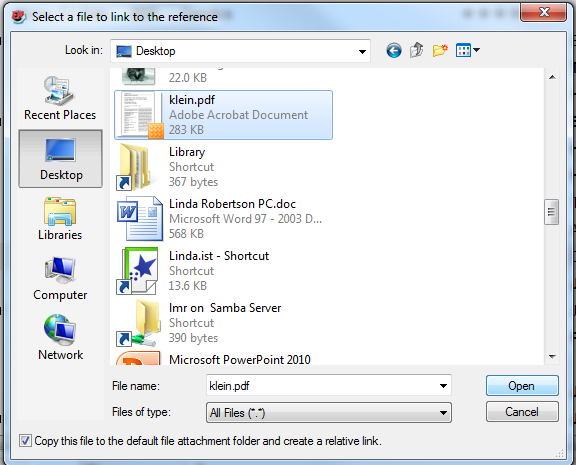 Select a file to link to the reference
Look in:
Desktop
Recent Places
Desktop
Libraries
Computer
Network
22.0 KB
klein.pdf
Adobe Acrobat Document
283 KB
Library
Shortcut
367 bytes
Linda Robertson PC.doc
Microsoft Word 97 - 2003 D...
568 KB
Linda.ist - Shortcut
Shortcut
13.6 KB
lmr on Samba Server
Shortcut
390 bytes
Microsoft PowerPoint 2010
File name:
klein.pdf
Open
Files of type:
All Files (*.*)
Cancel
Copy this file to the default file attachment folder and create a relative link.